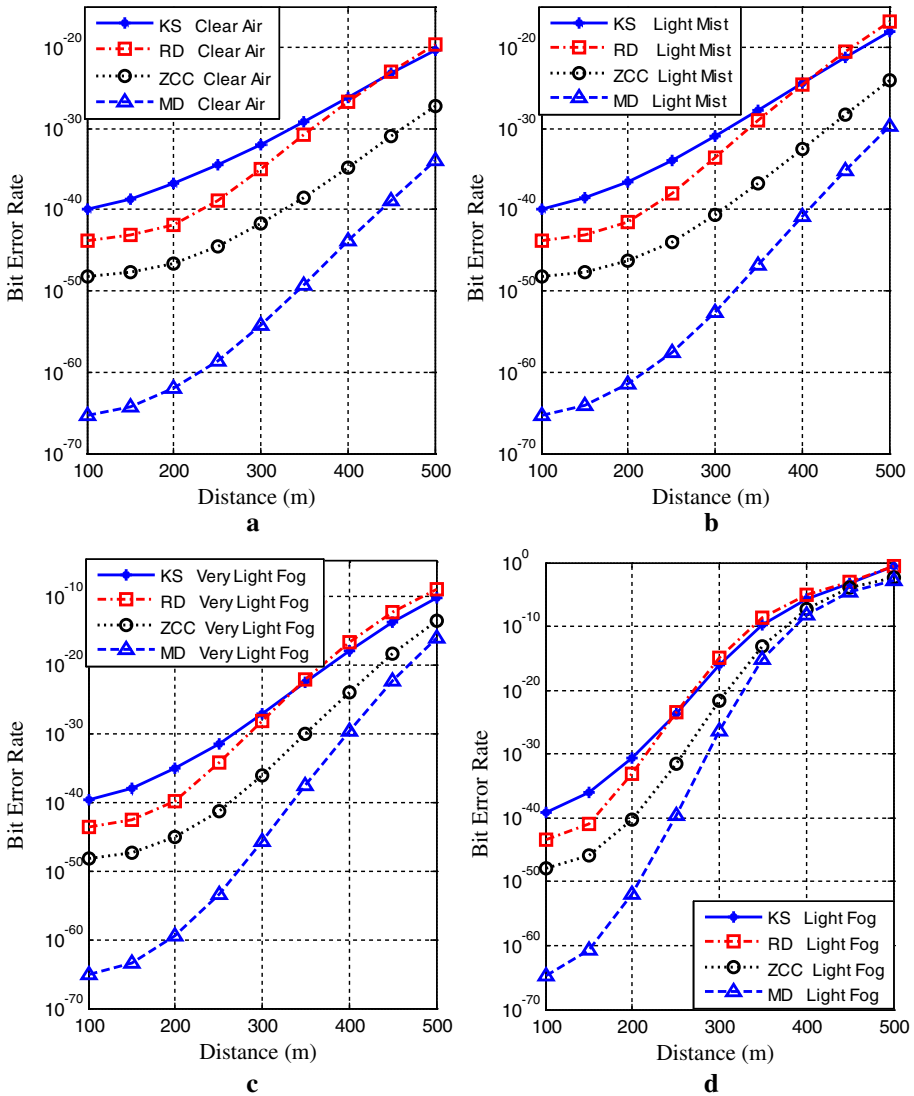 KS Clear Air
RD Clear Air
ZCC Clear Air
MD Clear Air
10^-20
10^-30
10^-40
10^-50
10^-60
10^-70
Bit Error Rate
100 200 300 400 500
Distance (m)
a
KS Light Mist
RD Light Mist
ZCC Light Mist
MD Light Mist
10^-20
10^-30
10^-40
10^-50
10^-60
10^-70
Bit Error Rate
100 200 300 400 500
Distance (m)
b
KS Very Light Fog
RD Very Light Fog
ZCC Very Light Fog
MD Very Light Fog
10^-10
10^-20
10^-30
10^-40
10^-50
10^-60
10^-70
Bit Error Rate
100 200 300 400 500
Distance (m)
c
10^0
10^-10
10^-20
10^-30
10^-40
10^-50
10^-60
10^-70
Bit Error Rate
KS Light Fog
RD Light Fog
ZCC Light Fog
MD Light Fog
100 200 300 400 500
Distance (m)
d